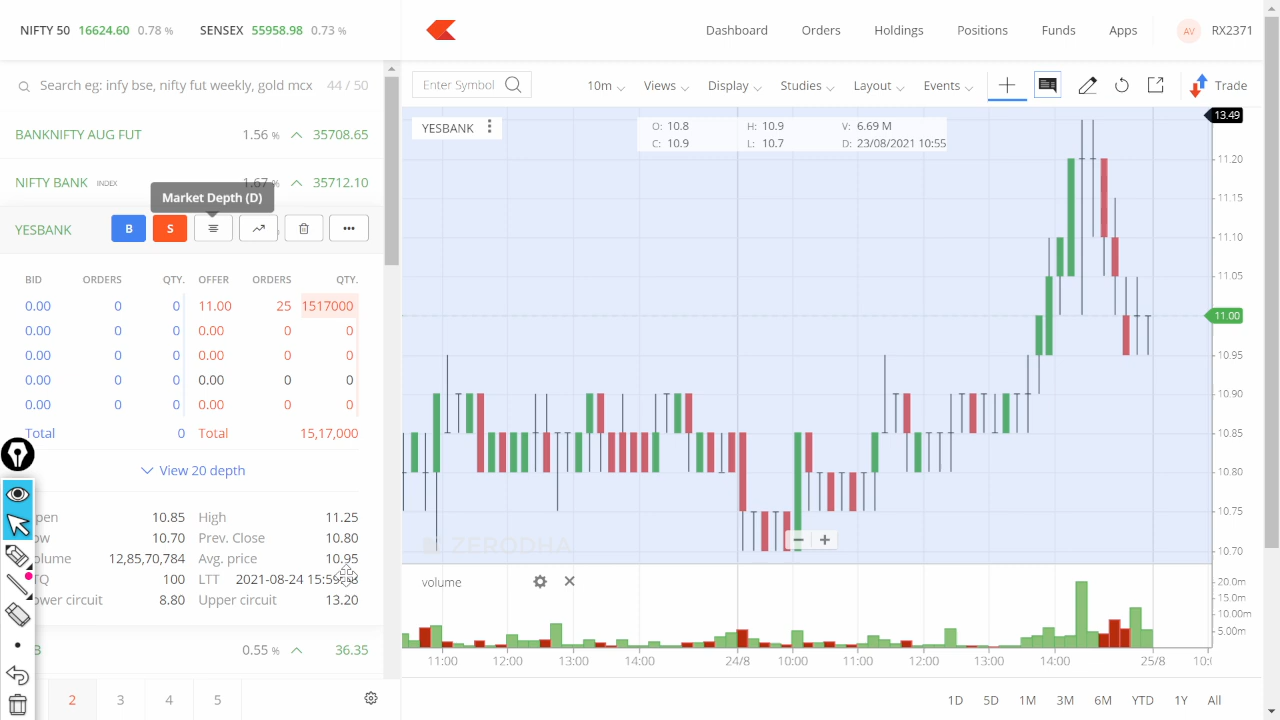 NIFTY 50 16624.60 0.78 % SENSEX 55958.98 0.73 %
Dashboard Orders Holdings Positions Funds Apps AV RX2371
Search eg: infy bse, nifty fut weekly, gold mcx 44 / 50
Enter Symbol 10m Views Display Studies Layout Events Trade
BANKNIFTY AUG FUT 1.56 % 35708.65
NIFTY BANK INDEX 1.67 % 35712.10
Market Depth (D)
YESBANK B S •••
BID ORDERS QTY. OFFER ORDERS QTY.
0.00 0 0 11.00 25 1517000
0.00 0 0 0.00 0 0
0.00 0 0 0.00 0 0
0.00 0 0 0.00 0 0
0.00 0 0 0.00 0 0
Total 0 Total 15,17,000
View 20 depth
10.85 High 11.25
10.70 Prev. Close 10.80
12,85,70,784 Avg. price 10.95
100 LTT 2021-08-24 15:59
circuit 8.80 Upper circuit 13.20
0.55 % 36.35
2 3 4 5
YESBANK
O: 10.8 H: 10.9 V: 6.69 M
C: 10.9 L: 10.7 D: 23/08/2021 10:55
13.49
11.20
11.15
11.10
11.05
11.00
10.95
10.90
10.85
10.80
10.75
10.70
ZERODHA
volume
20.0m
15.0m
10.00m
5.00m
11:00 12:00 13:00 14:00 24/8 10:00 11:00 12:00 13:00 14:00 25/8
1D 5D 1M 3M 6M YTD 1Y All